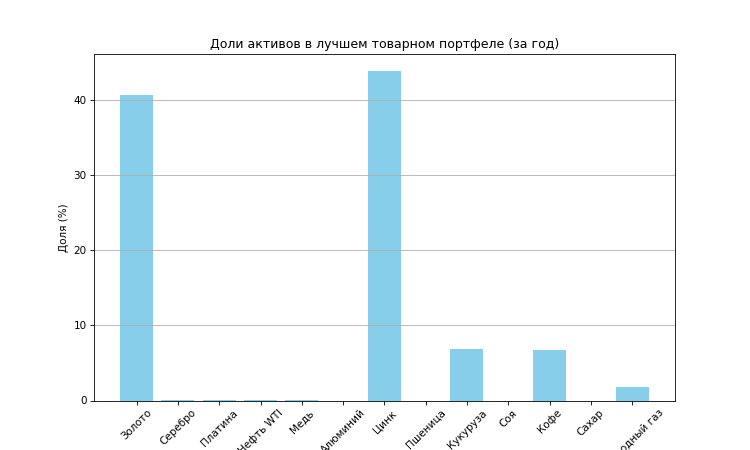 Доли активов в лучшем товарном портфеле (за год)
Доля (%)
40
30
20
10
0
Золото
Серебро
Платина
Нефть WTI
Медь
Алюминий
Цинк
Пшеница
Кукуруза
Соя
Кофе
Сахар
одный газ